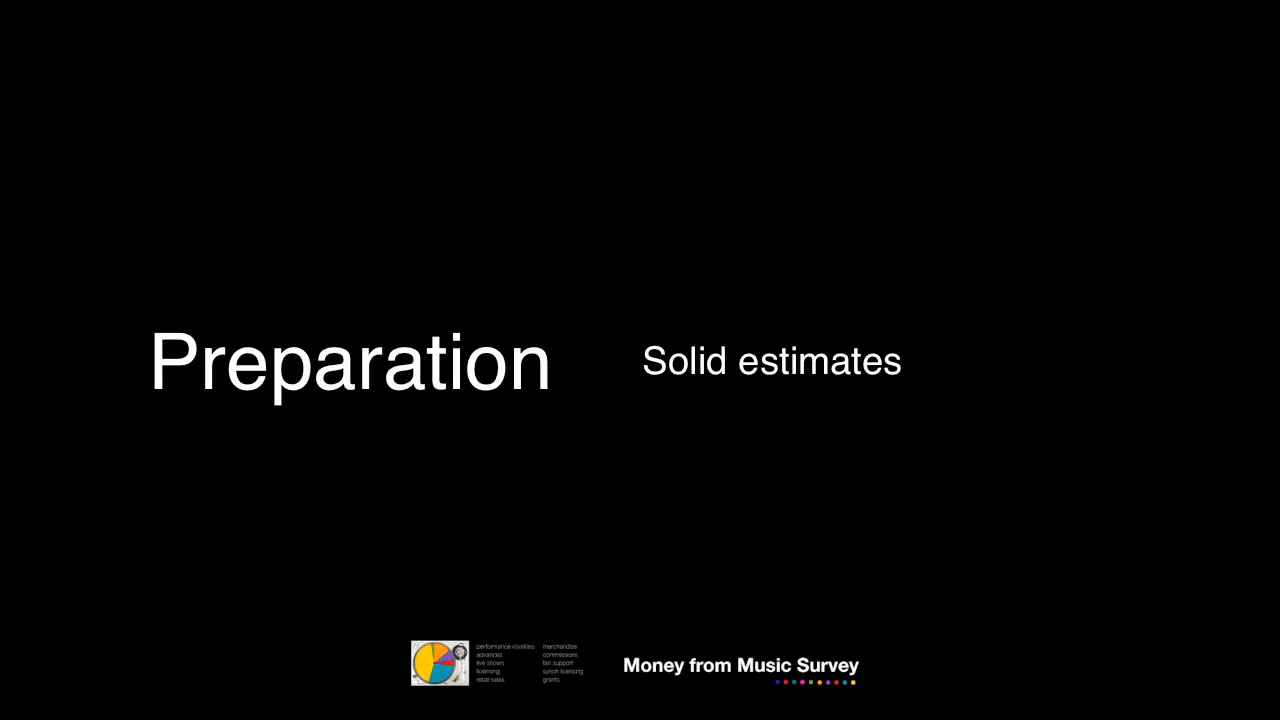 Preparation
Solid estimates
performance royalties
advances
live shows
licensing
retail sales
merchandise
commissions
fan support
synch licensing
grants
Money from Music Survey